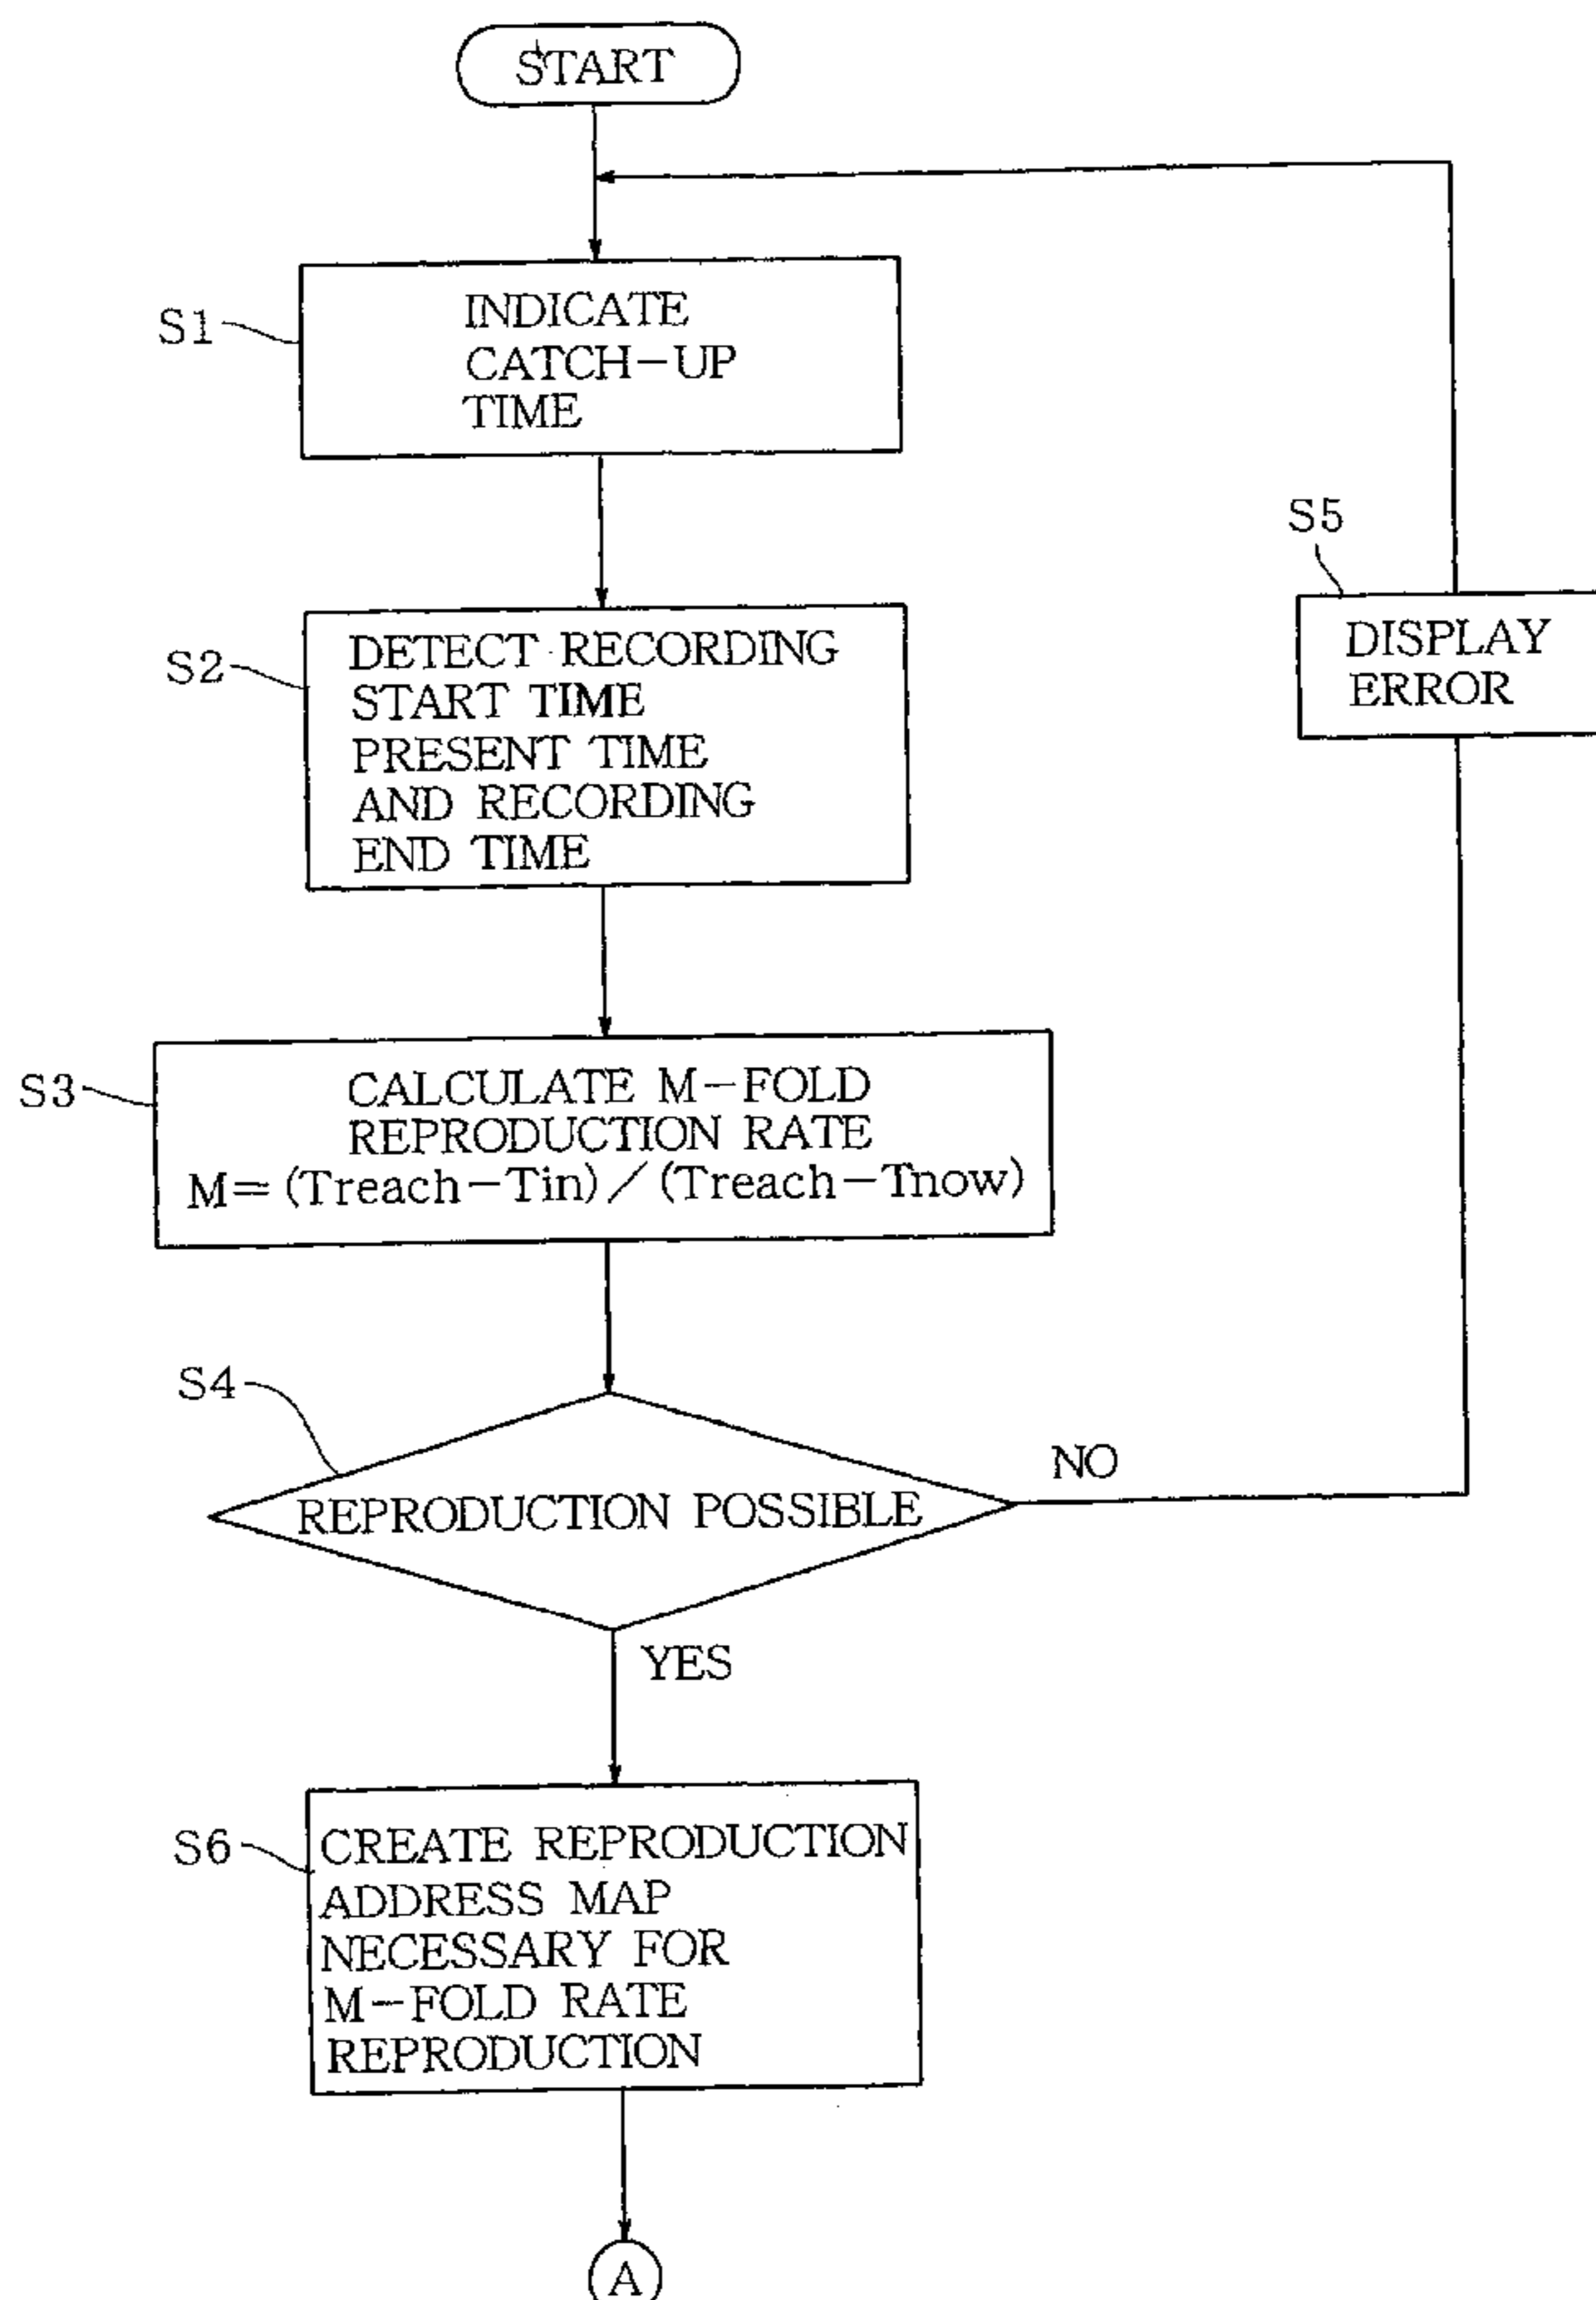 START
S1
INDICATE
CATCH-UP
TIME
S2
DETECT RECORDING
START TIME
PRESENT TIME
AND RECORDING
END TIME
S5
DISPLAY
ERROR
S3
CALCULATE M-FOLD
REPRODUCTION RATE
M=(Treach-Tin)/(Treach-Tnow)
S4
REPRODUCTION POSSIBLE
NO
YES
S6
CREATE REPRODUCTION
ADDRESS MAP
NECESSARY FOR
M-FOLD RATE
REPRODUCTION
A